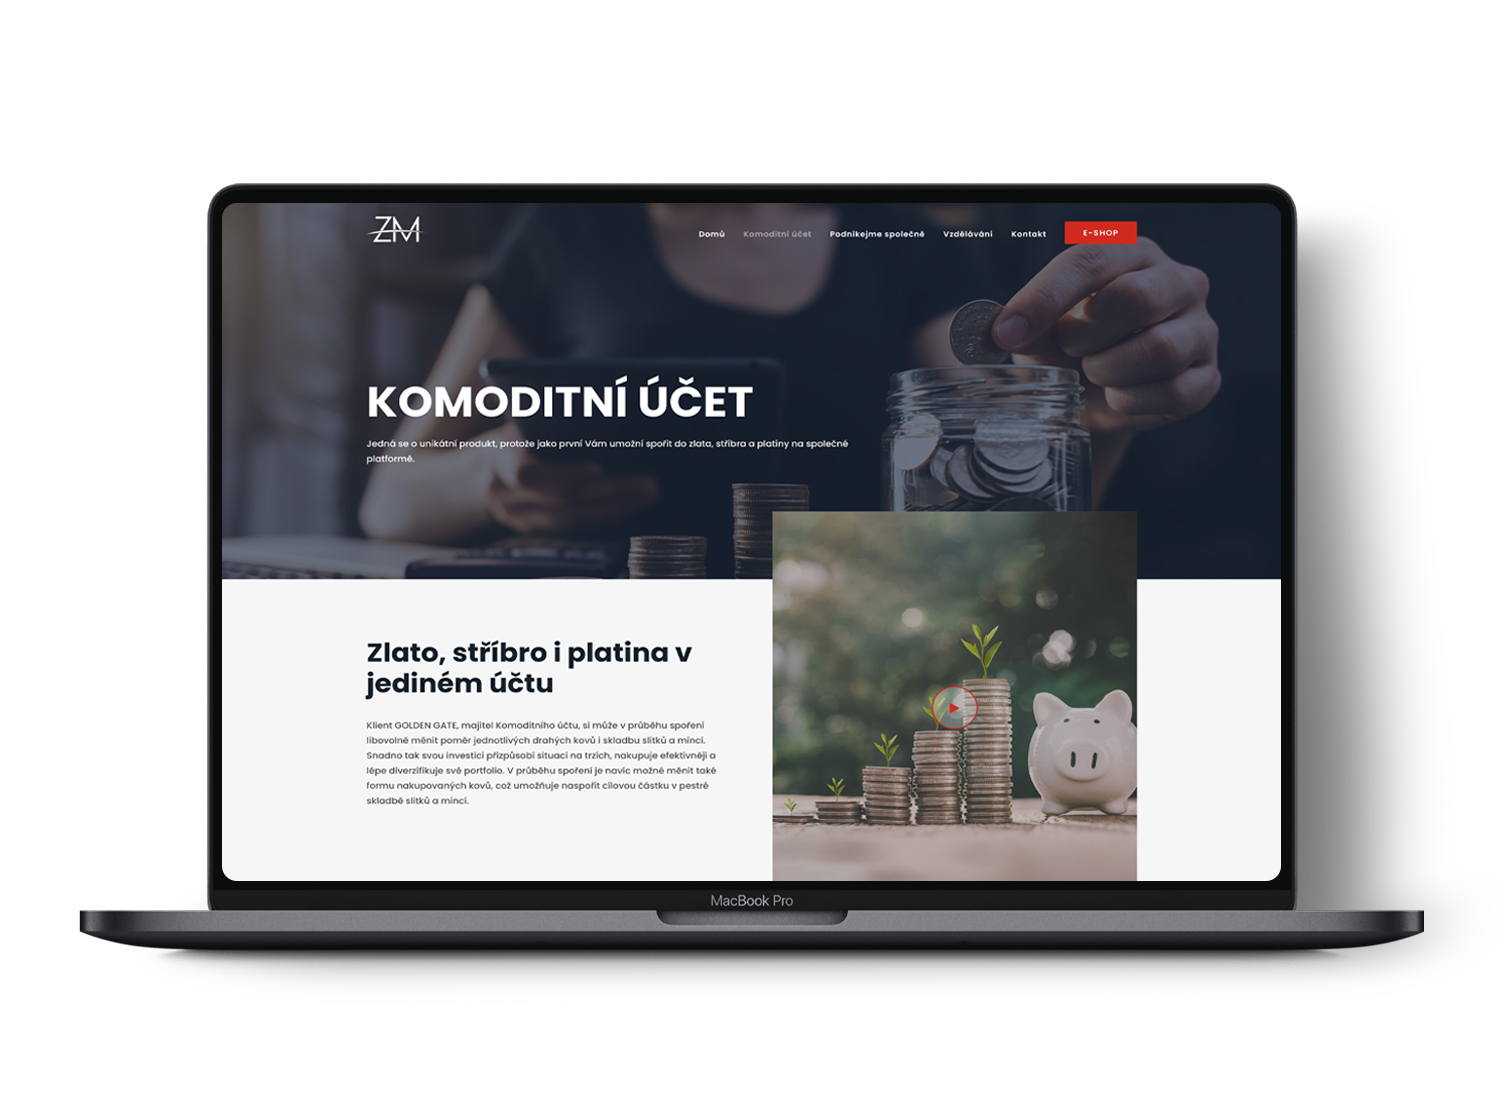 ZM
Domů Komoditní účet Podnikejme společně Vzdělávání Kontakt E-SHOP
KOMODITNÍ ÚČET
Jedná se o unikátní produkt, protože jako první Vám umožní spořit do zlata, stříbra a platiny na společné
platformě.
Zlato, stříbro i platina v
jediném účtu
Klient GOLDEN GATE, majitel Komoditního účtu, si může v průběhu spoření
libovolně měnit poměr jednotlivých drahých kovů i skladbu slitků a mincí.
Snadno tak svou investici přizpůsobí situaci na trzích, nakupuje efektivněji a
lépe diverzifikuje své portfolio. V průběhu spoření je navíc možné měnit také
formu nakupovaných kovů, což umožňuje naspořit cílovou částku v pestré
skladbě slitků a mincí.
MacBook Pro